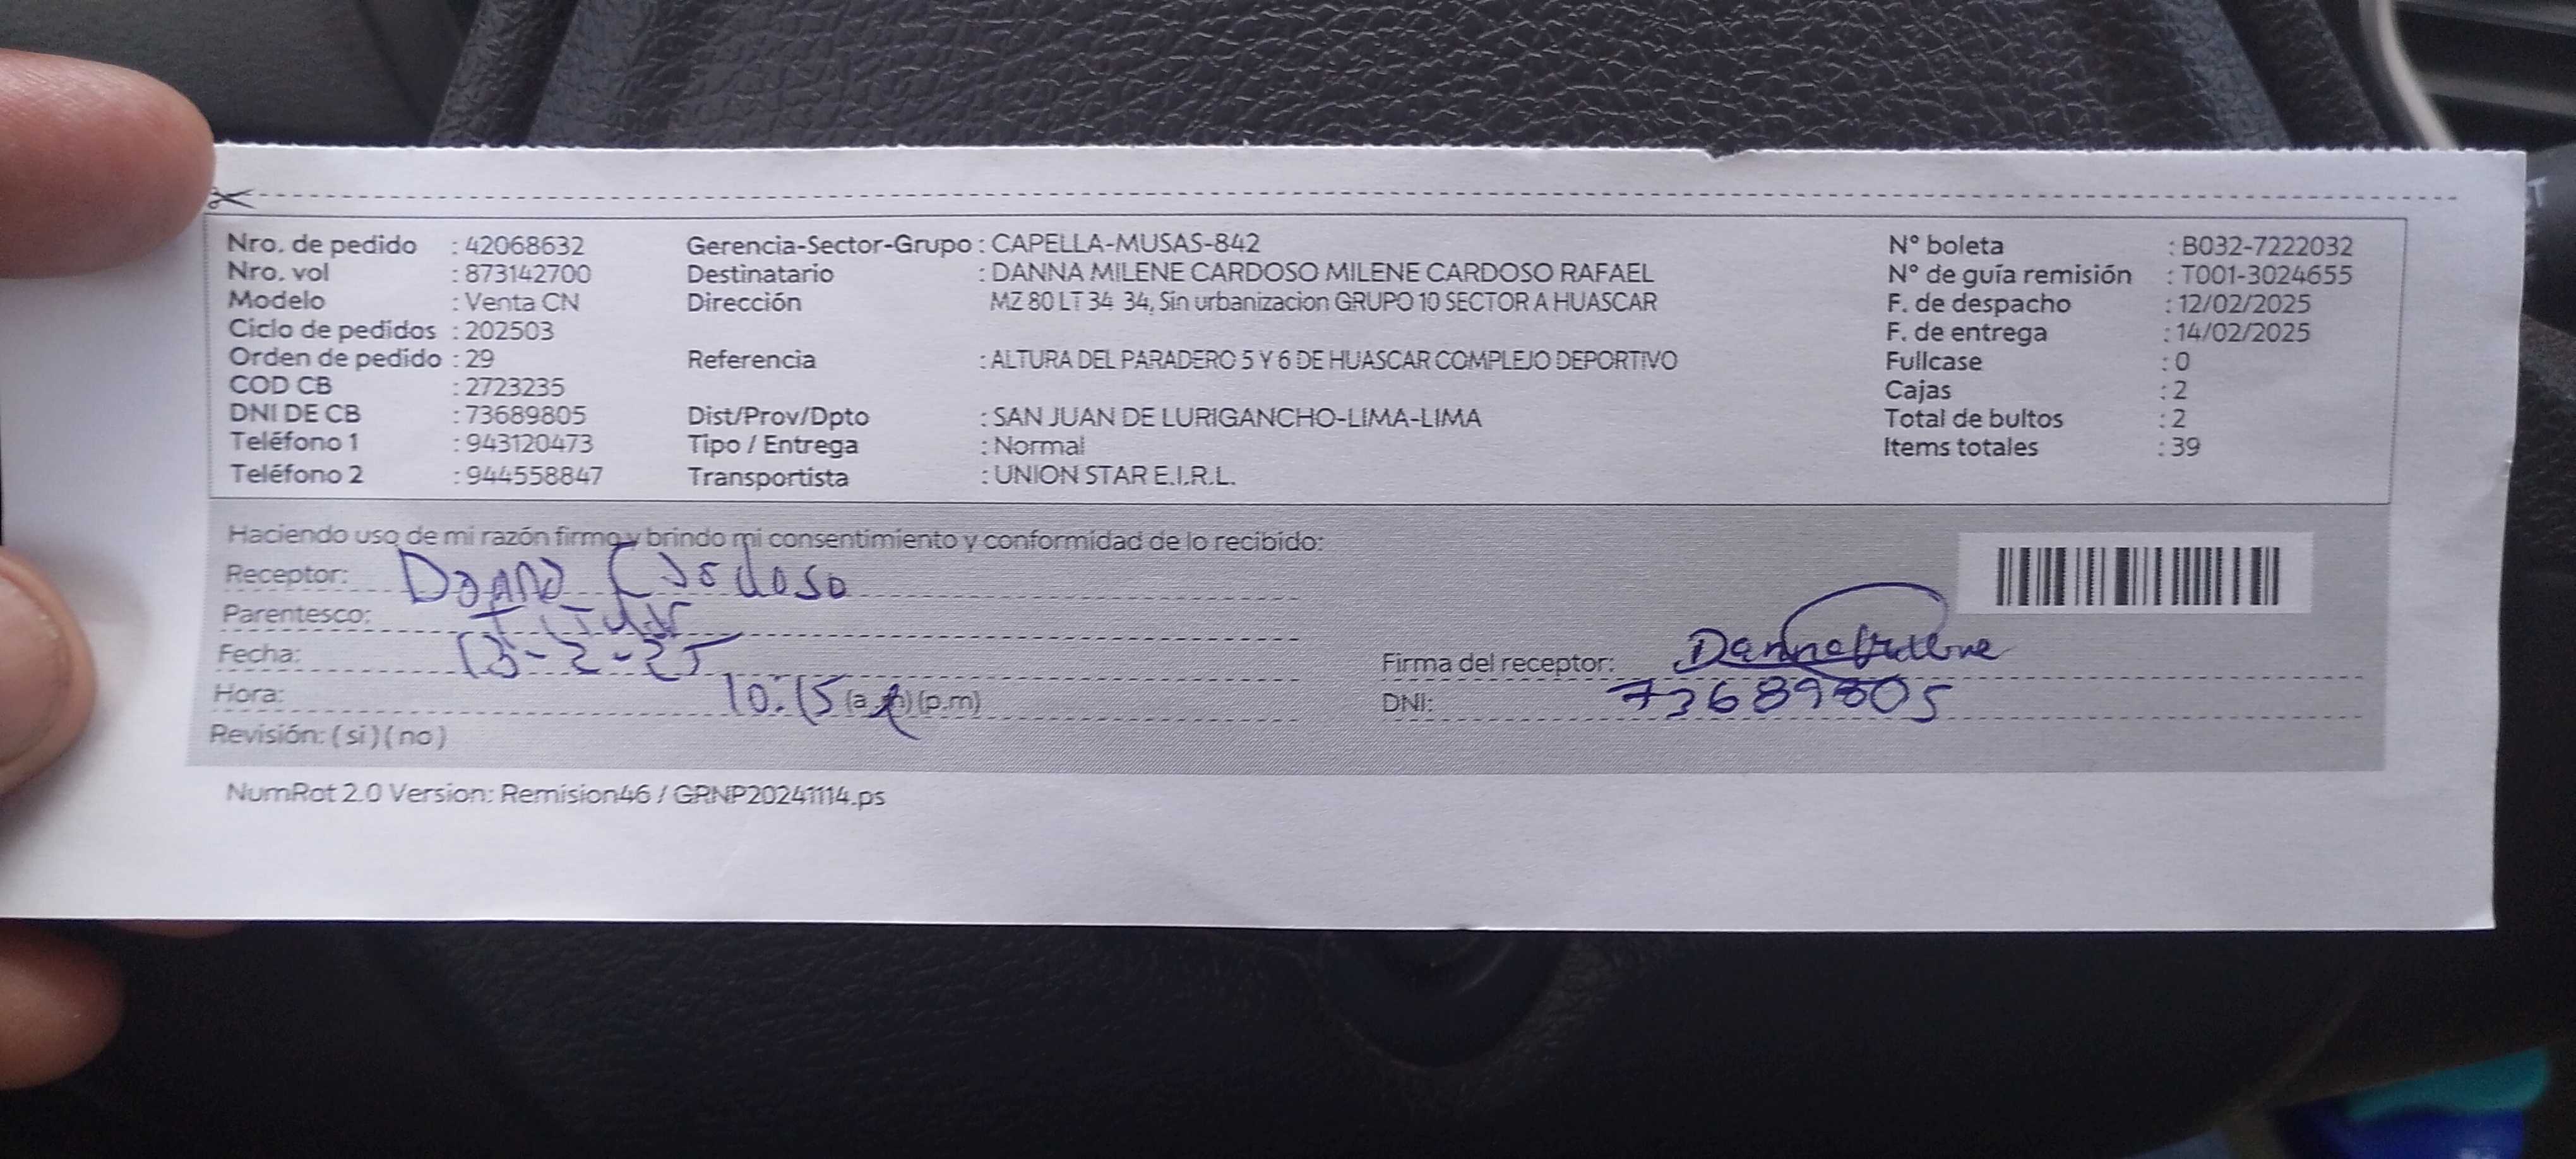 Nro. de pedido : 42068632 Gerencia-Sector-Grupo : CAPELLA-MUSAS-842 N° boleta : B032-7222032
Nro. vol : 873142700 Destinatario : DANNA MILENE CARDOSO MILENE CARDOSO RAFAEL N° de guía remisión : T001-3024655
Modelo : Venta CN Dirección MZ 80 LT 34 34, Sin urbanizacion GRUPO 10 SECTOR A HUASCAR F. de despacho : 12/02/2025
Ciclo de pedidos : 202503 F. de entrega : 14/02/2025
Orden de pedido : 29 Referencia : ALTURA DEL PARADERO 5 Y 6 DE HUASCAR COMPLEJO DEPORTIVO Fullcase : 0
COD CB : 2723235 Cajas : 2
DNI DE CB : 73689805 Dist/Prov/Dpto : SAN JUAN DE LURIGANCHO-LIMA-LIMA Total de bultos : 2
Teléfono 1 : 943120473 Tipo / Entrega : Normal Items totales : 39
Teléfono 2 : 944558847 Transportista : UNION STAR E.I.R.L.
Haciendo uso de mi razón firmo y brindo mi consentimiento y conformidad de lo recibido:
Receptor: Danna Cardoso
Parentesco: Titular
Fecha: 13-2-25 Firma del receptor: Danna Milene
Hora: 10:15 (a.m) (p.m) DNI: 73689805
Revisión: ( si ) ( no )
NumRot 2.0 Version: Remision46 / GRNP20241114.ps